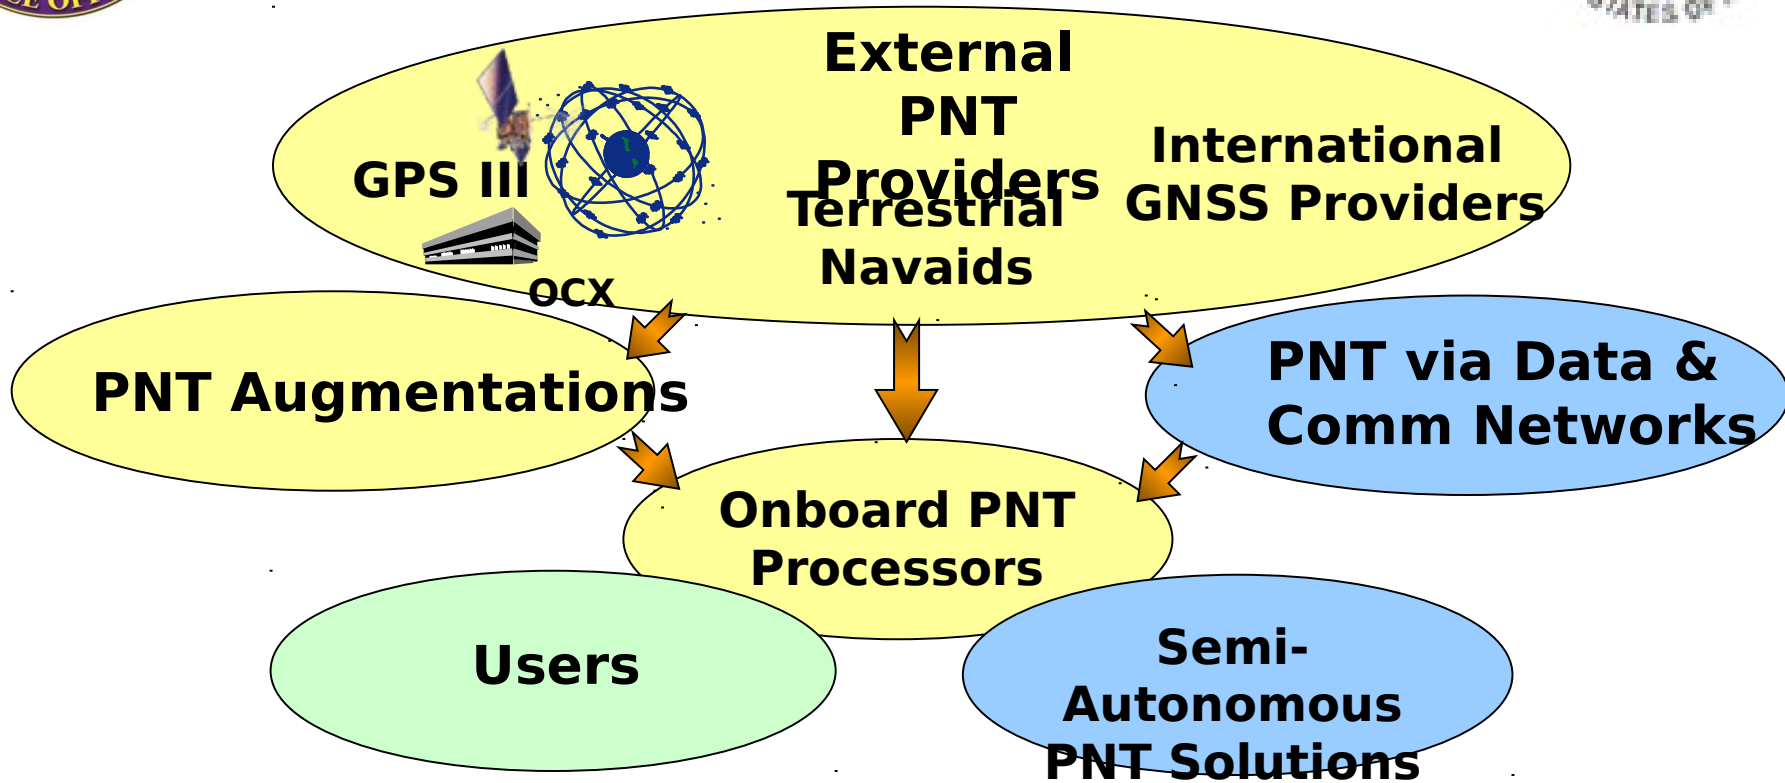 External
PNT
Providers
GPS III
Terrestrial
Navaids
International
GNSS Providers
OCX
PNT Augmentations
PNT via Data &
Comm Networks
Onboard PNT
Processors
Users
Semi-
Autonomous
PNT Solutions